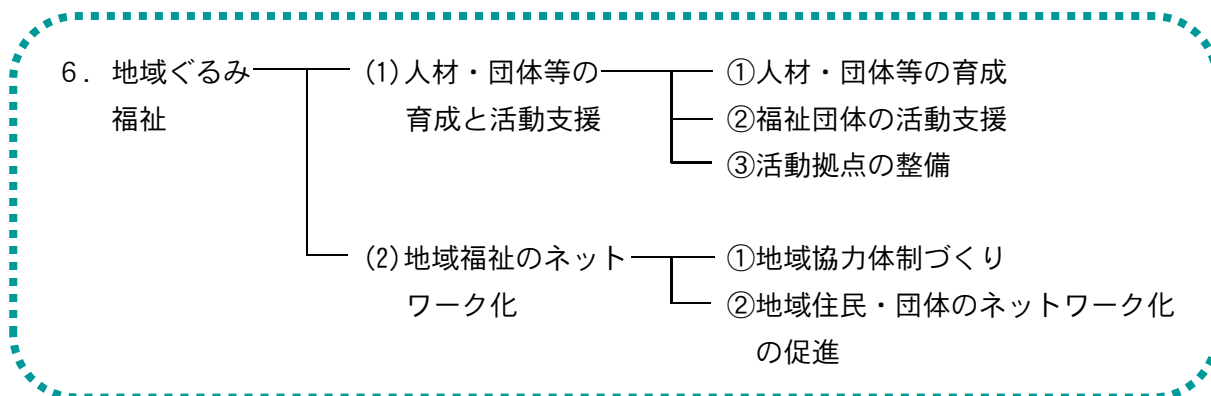 6．地域ぐるみ
福祉
(1)人材・団体等の
育成と活動支援
①人材・団体等の育成
②福祉団体の活動支援
③活動拠点の整備
(2)地域福祉のネット
ワーク化
①地域協力体制づくり
②地域住民・団体のネットワーク化
の促進